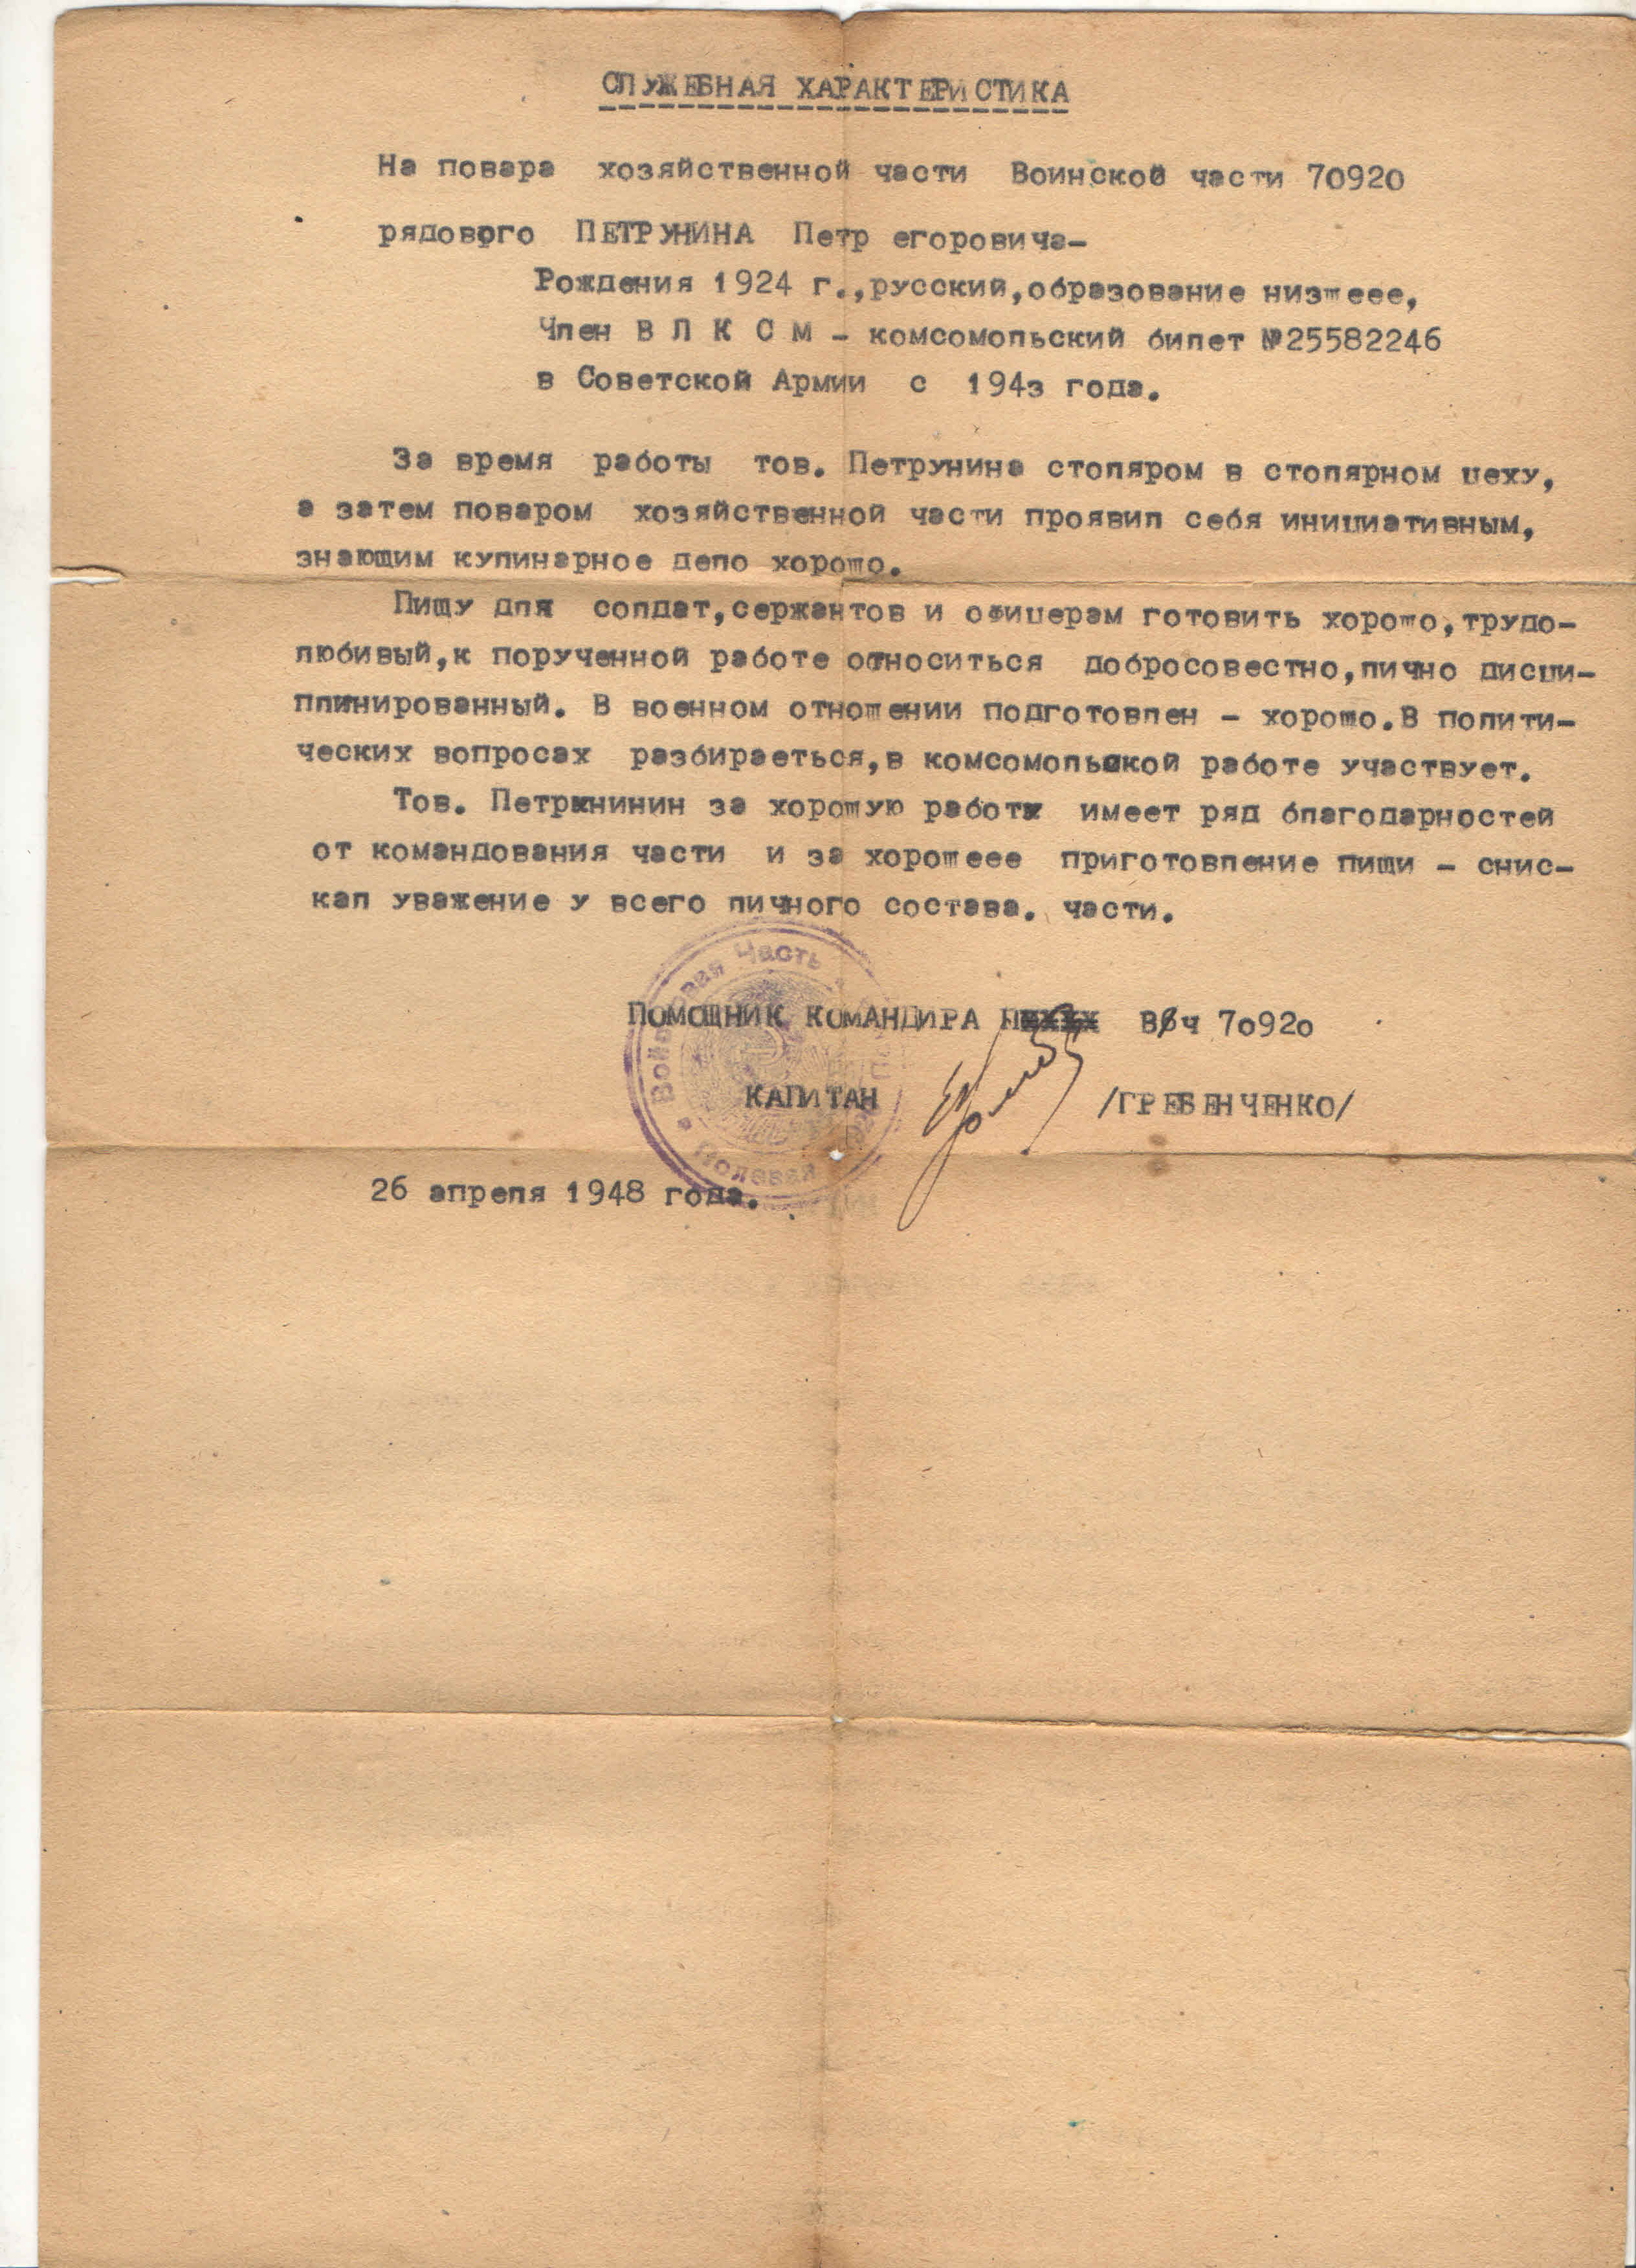 СЛУЖЕБНАЯ ХАРАКТЕРИСТИКА
На повара хозяйственной части Воинской части 70920
рядового ПЕТРУНИНА Петр егоровича-
Рождения 1924 г.,русский,образование низшеее,
Член В Л К С М - комсомольский билет №25582246
в Советской Армии с 1943 года.
За время работы тов. Петрунина столяром в столярном цеху,
а затем поваром хозяйственной части проявил себя инициативным,
знающим кулинарное дело хорошо.
Пищу для солдат,сержантов и офицерам готовить хорошо,трудо-
любивый,к порученной работе относиться добросовестно,лично дисци-
плинированный. В военном отношении подготовлен - хорошо.В полити-
ческих вопросах разбираеться,в комсомольской работе участвует.
Тов. Петрунинин за хорошую работу имеет ряд благодарностей
от командования части и за хорошеее приготовление пищи - снис-
кал уважение у всего личного состава. части.
Войсковая Часть
Полевая
ПОМОЩНИК КОМАНДИРА В/ч 70920
КАПИТАН /ГРЕБЕНЧЕНКО/
26 апреля 1948 года.